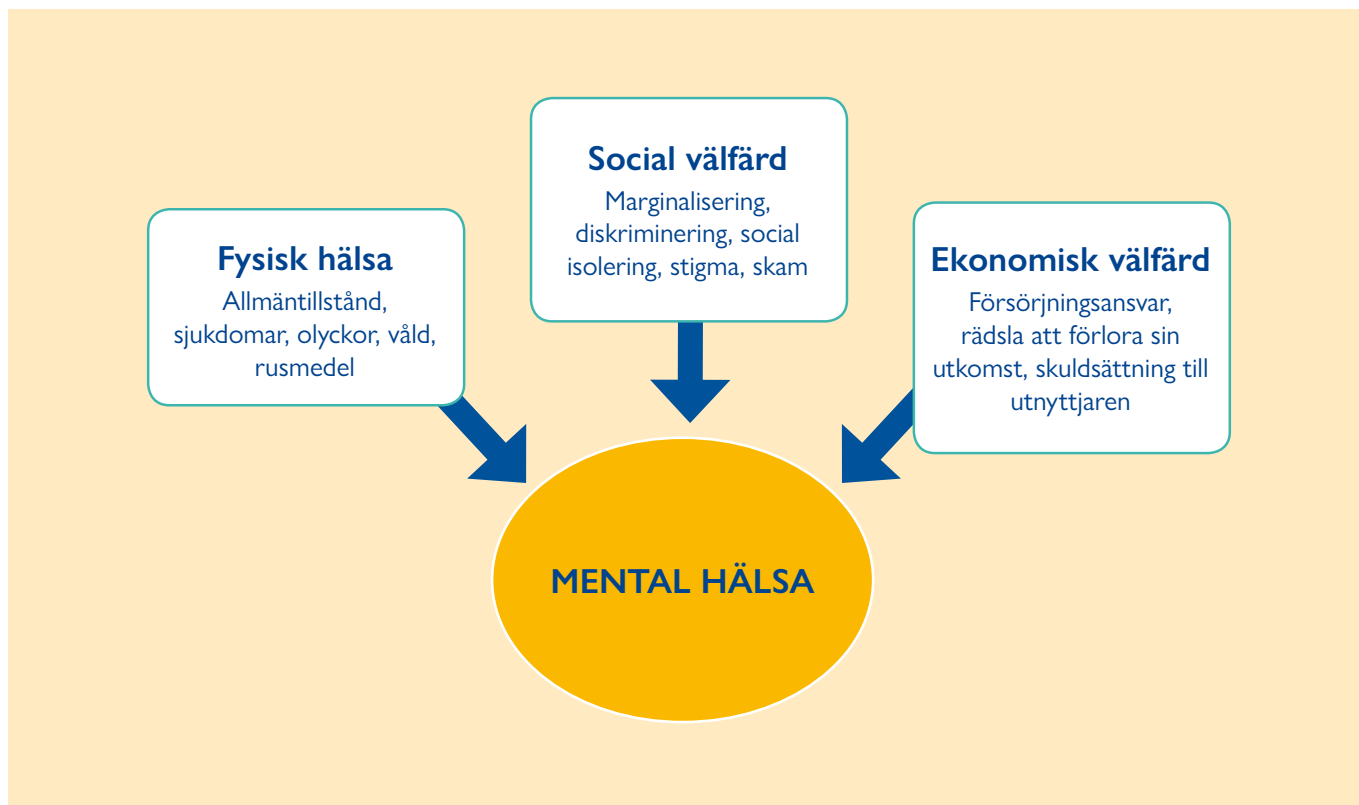 Fysisk hälsa
Allmäntillstånd,
sjukdomar, olyckor, våld,
rusmedel
Social välfärd
Marginalisering,
diskriminering, social
isolering, stigma, skam
Ekonomisk välfärd
Försörjningsansvar,
rädsla att förlora sin
utkomst, skuldsättning till
utnyttjaren
MENTAL HÄLSA